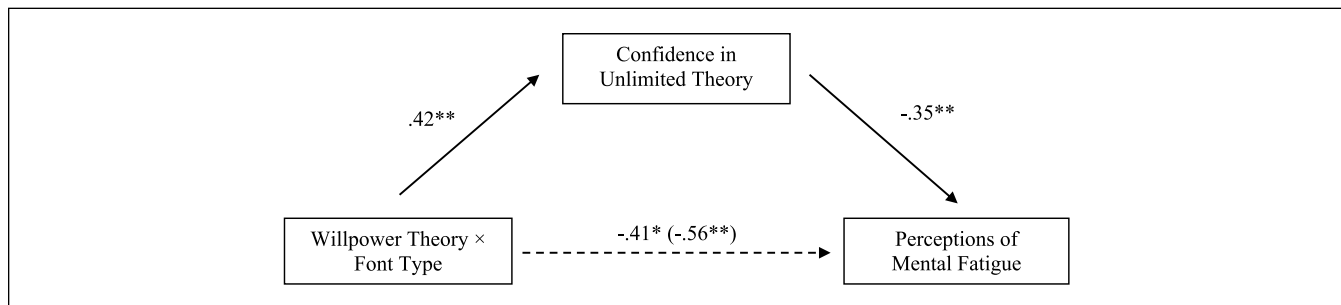 Confidence in
Unlimited Theory
.42**
-.35**
Willpower Theory ×
Font Type
-.41* (-.56**)
Perceptions of
Mental Fatigue